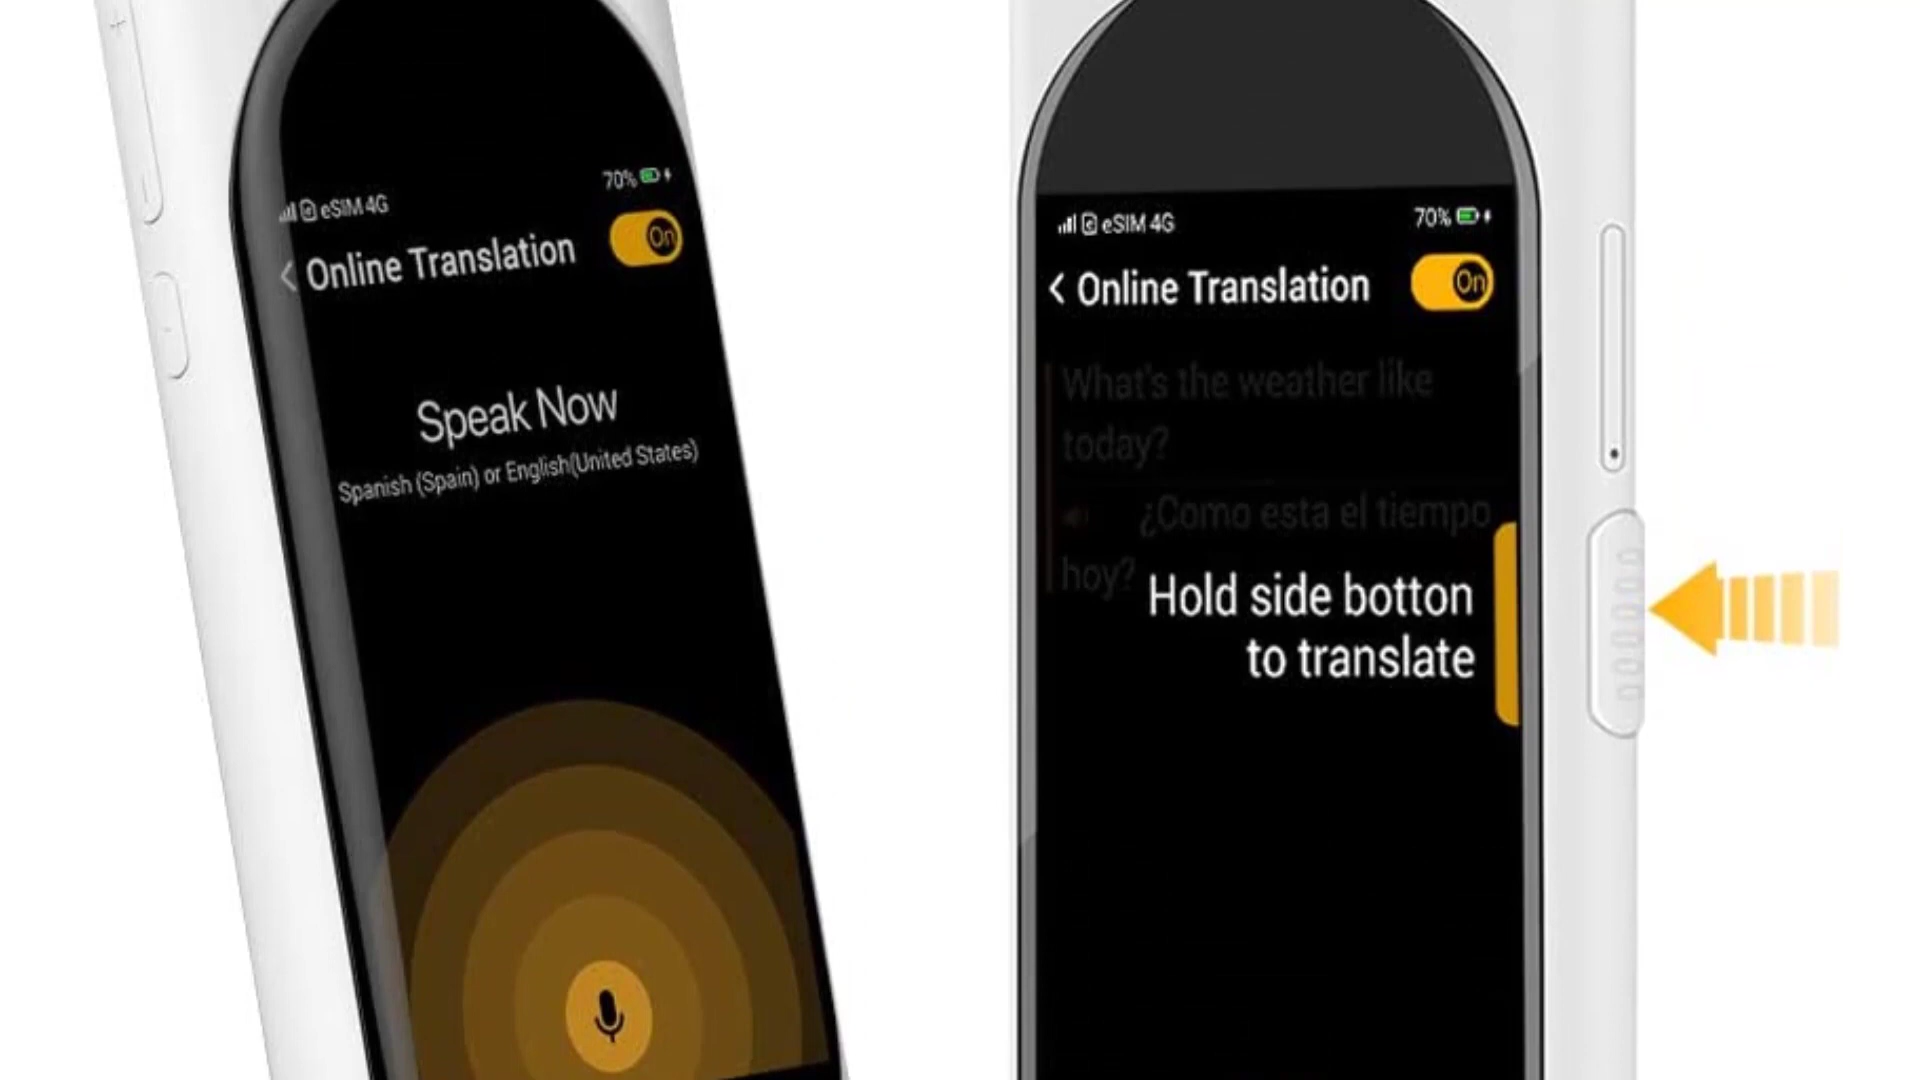 eSIM 4G 70%
Online Translation On
Speak Now
Spanish (Spain) or English(United States)
eSIM 4G 70%
Online Translation On
What's the weather like
today?
¿Como esta el tiempo
hoy?
Hold side botton
to translate